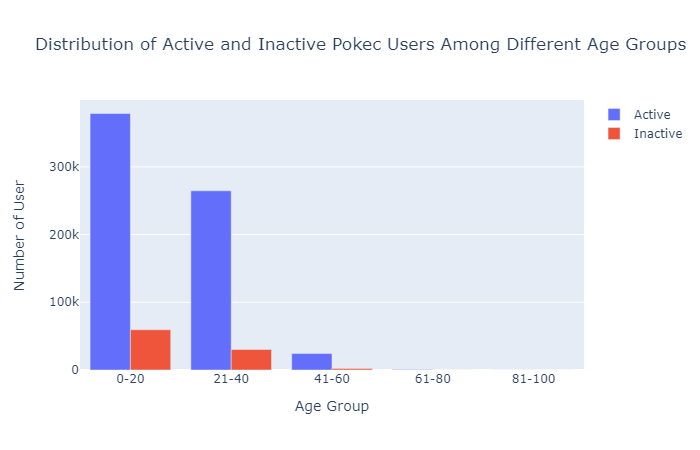 Distribution of Active and Inactive Pokec Users Among Different Age Groups
Active
Inactive
Number of User
300k
200k
100k
0
0-20 21-40 41-60 61-80 81-100
Age Group